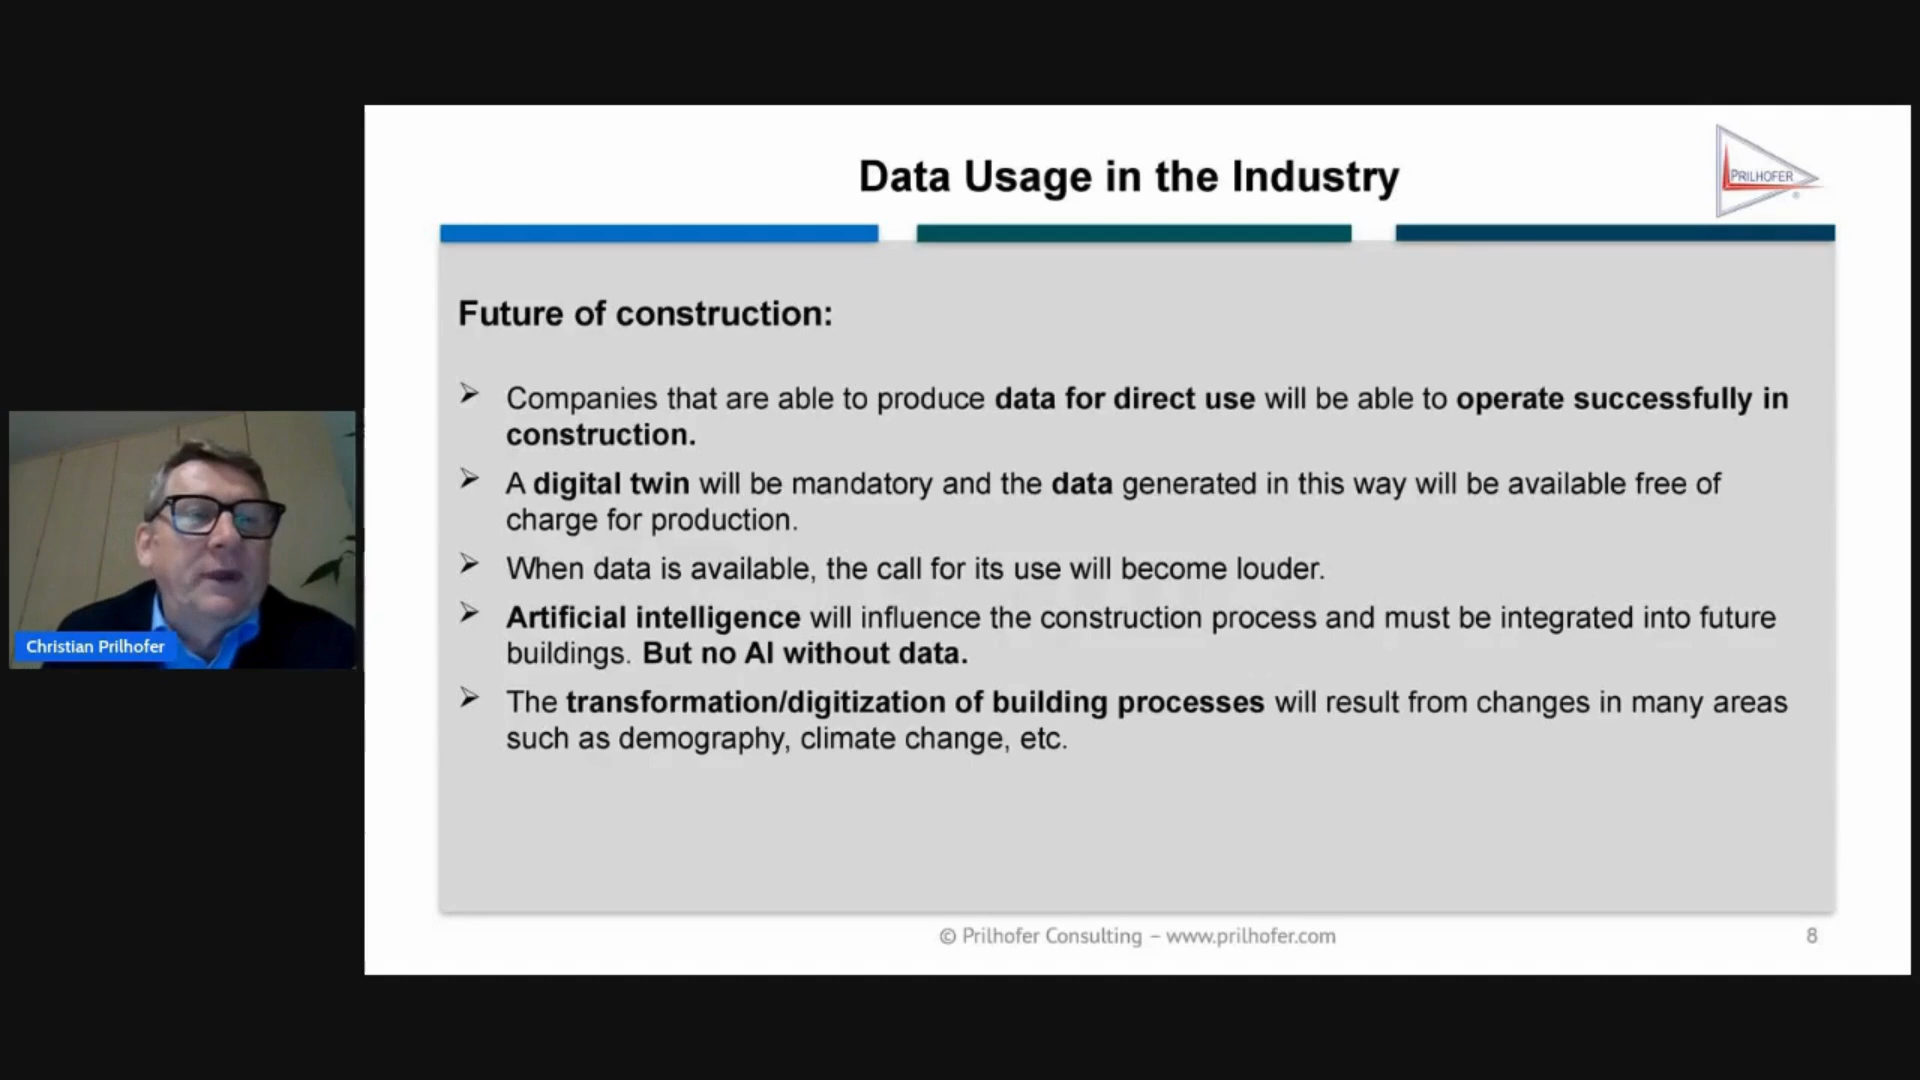 Data Usage in the Industry
PRILHOFER
®
Future of construction:
Companies that are able to produce data for direct use will be able to operate successfully in
construction.
A digital twin will be mandatory and the data generated in this way will be available free of
charge for production.
When data is available, the call for its use will become louder.
Artificial intelligence will influence the construction process and must be integrated into future
buildings. But no AI without data.
The transformation/digitization of building processes will result from changes in many areas
such as demography, climate change, etc.
Christian Prilhofer
© Prilhofer Consulting – www.prilhofer.com
8